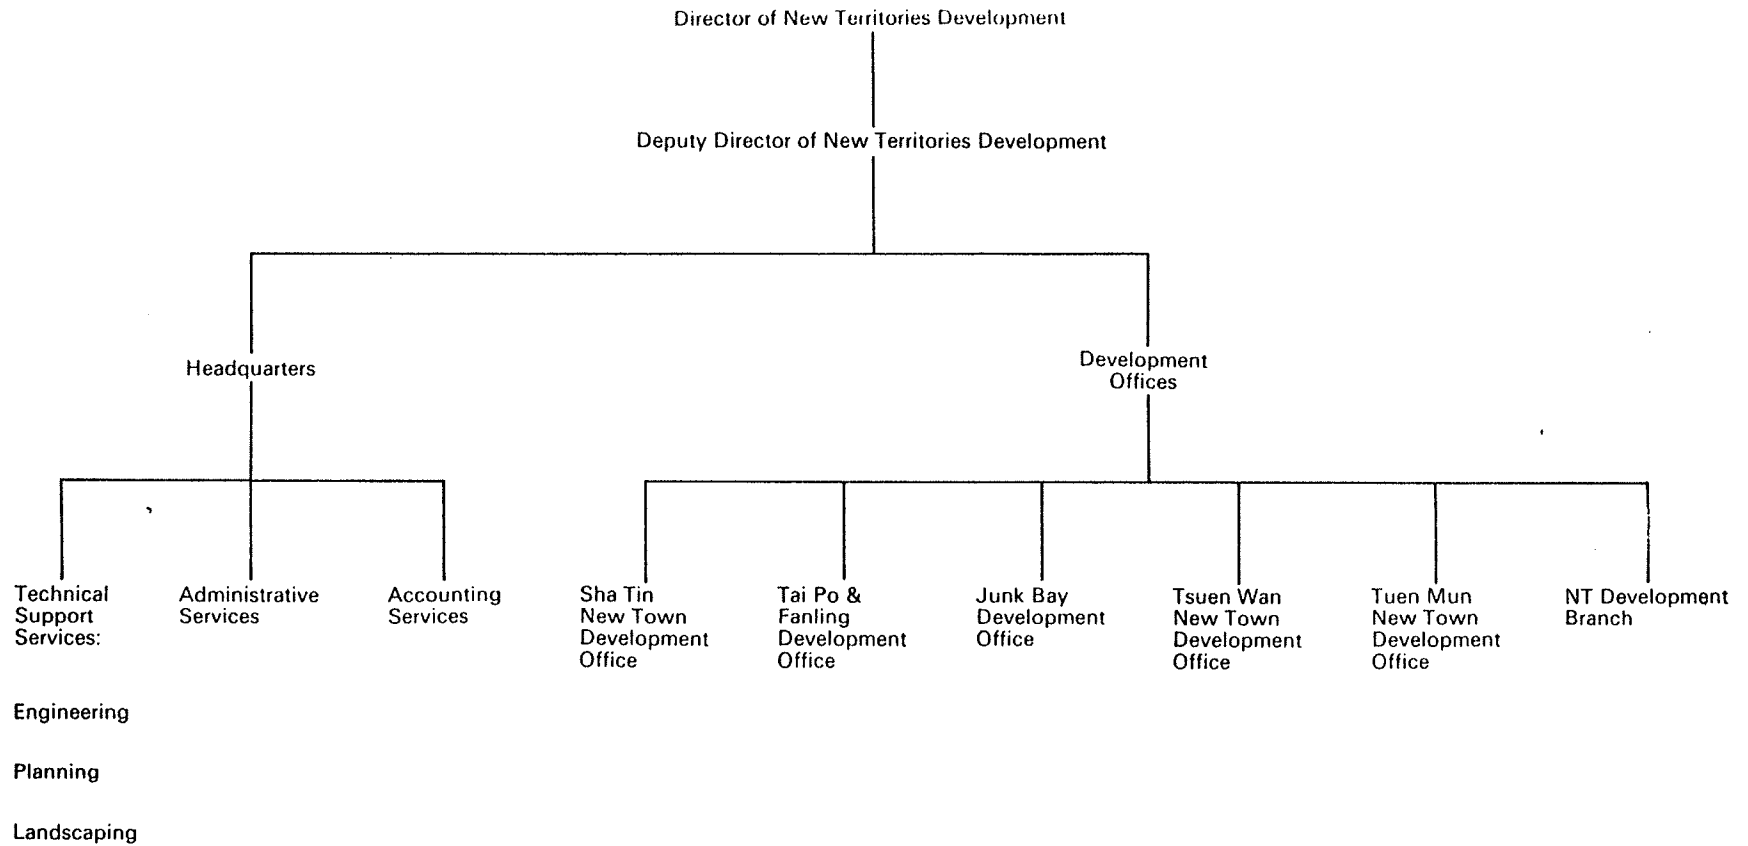 Director of New Territories Development
Deputy Director of New Territories Development
Headquarters
Development
Offices
Technical
Support
Services:
Administrative
Services
Accounting
Services
Sha Tin
New Town
Development
Office
Tai Po &
Fanling
Development
Office
Junk Bay
Development
Office
Tsuen Wan
New Town
Development
Office
Tuen Mun
New Town
Development
Office
NT Development
Branch
Engineering
Planning
Landscaping